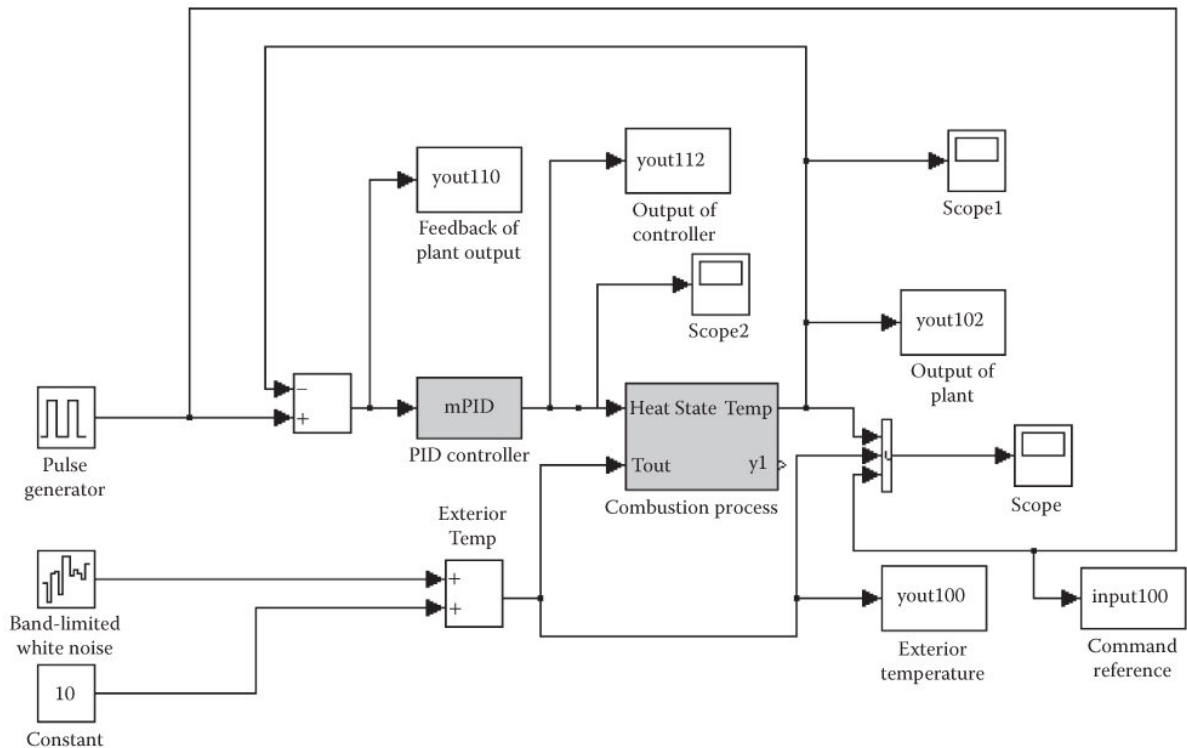 yout110
Feedback of
plant output
yout112
Output of
controller
Scope1
Scope2
yout102
Output of
plant
−
+
mPID
PID controller
Heat State Temp
Tout y1
Combustion process
Pulse
generator
Scope
Exterior
Temp
+
+
Band-limited
white noise
yout100
Exterior
temperature
input100
Command
reference
10
Constant